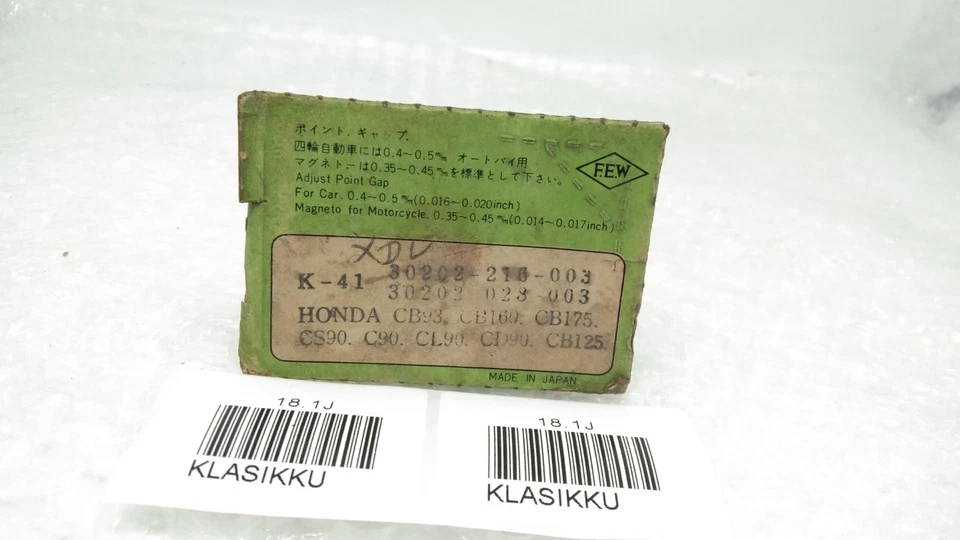 ポイント．ギャップ．
四輪自動車には0.4〜0.5㎜ オートバイ用
マグネトーは0.35〜0.45㎜を標準として下さい。
Adjust Point Gap
For Car. 0.4〜0.5㎜(0.016〜0.020inch)
Magneto for Motorcycle. 0.35〜0.45㎜(0.014〜0.017inch)
F.E.W
K-41 30202-216-003
30202 028 003
HONDA CB93. CB160. CB175.
CS90. C90. CL90. CD90. CB125.
MADE IN JAPAN
18.1J
KLASIKKU
18.1J
KLASIKKU